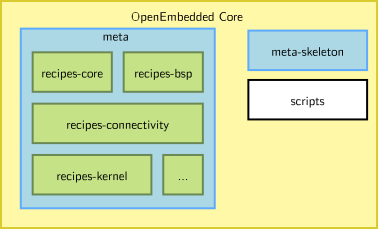 OpenEmbedded Core
meta
meta-skeleton
recipes-core
recipes-bsp
scripts
recipes-connectivity
recipes-kernel
...